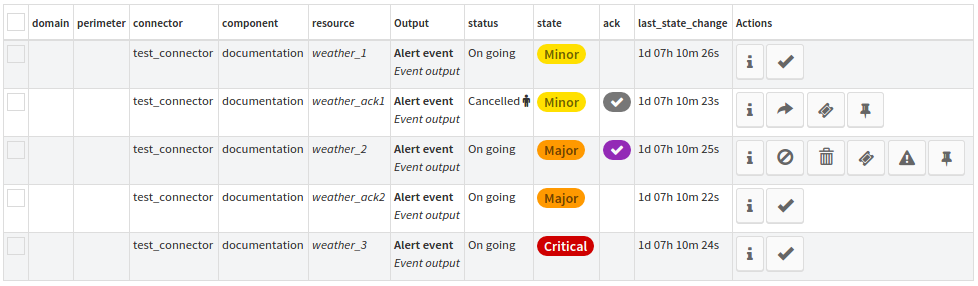 domain perimeter connector component resource Output status state ack last_state_change Actions
test_connector documentation weather_1 Alert event On going Minor 1d 07h 10m 26s
Event output
test_connector documentation weather_ack1 Alert event Cancelled Minor 1d 07h 10m 23s
Event output
test_connector documentation weather_2 Alert event On going Major 1d 07h 10m 25s
Event output
test_connector documentation weather_ack2 Alert event On going Major 1d 07h 10m 22s
Event output
test_connector documentation weather_3 Alert event On going Critical 1d 07h 10m 24s
Event output